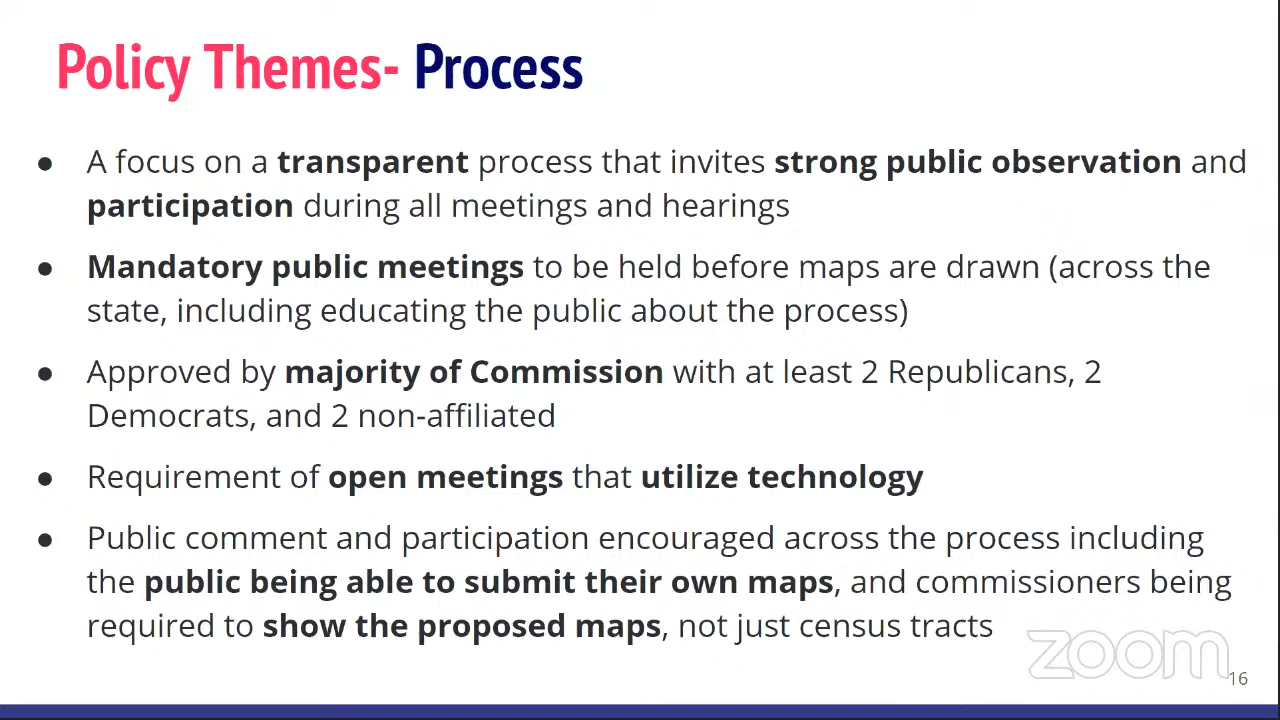 Policy Themes- Process
● A focus on a transparent process that invites strong public observation and
participation during all meetings and hearings
● Mandatory public meetings to be held before maps are drawn (across the
state, including educating the public about the process)
● Approved by majority of Commission with at least 2 Republicans, 2
Democrats, and 2 non-affiliated
● Requirement of open meetings that utilize technology
● Public comment and participation encouraged across the process including
the public being able to submit their own maps, and commissioners being
required to show the proposed maps, not just census tracts
zoom
16